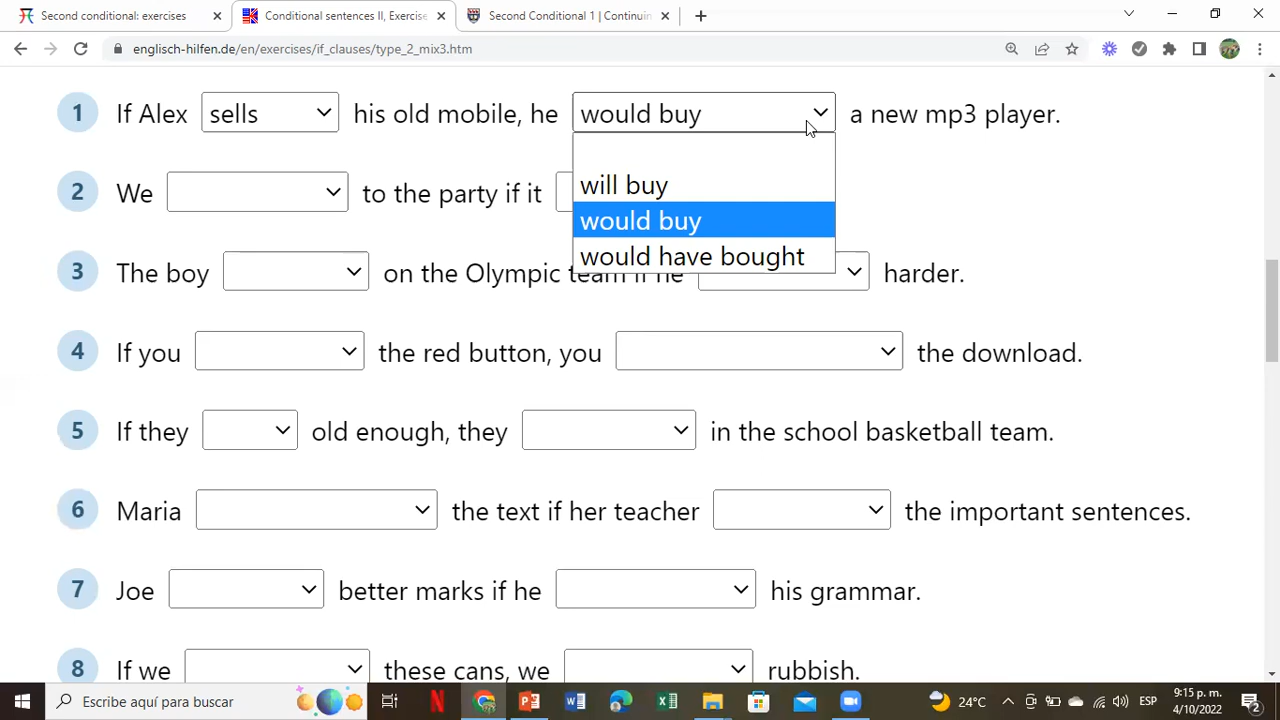 Second conditional: exercises
Conditional sentences II, Exercise
Second Conditional 1 | Continuin
englisch-hilfen.de/en/exercises/if_clauses/type_2_mix3.htm
1 If Alex sells his old mobile, he would buy a new mp3 player.
will buy
would buy
would have bought
2 We to the party if it
3 The boy on the Olympic team if he harder.
4 If you the red button, you the download.
5 If they old enough, they in the school basketball team.
6 Maria the text if her teacher the important sentences.
7 Joe better marks if he his grammar.
8 If we these cans, we rubbish.
Escribe aquí para buscar
24°C
ESP
9:15 p. m.
4/10/2022
2